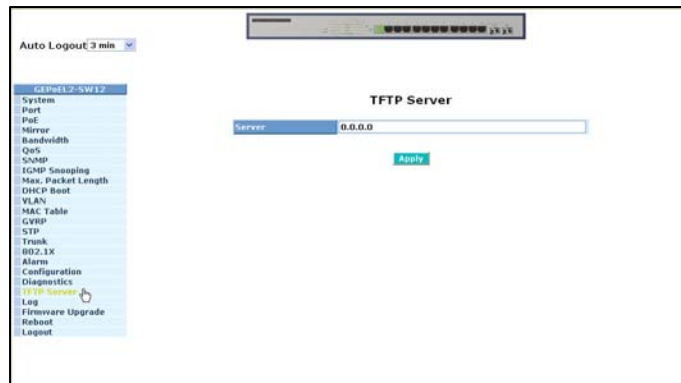 Auto Logout 3 min
GEPoEL2-SW12
System
Port
PoE
Mirror
Bandwidth
QoS
SNMP
IGMP Snooping
Max. Packet Length
DHCP Boot
VLAN
MAC Table
GVRP
STP
Trunk
802.1X
Alarm
Configuration
Diagnostics
TFTP Server
Log
Firmware Upgrade
Reboot
Logout
TFTP Server
Server 0.0.0.0
Apply